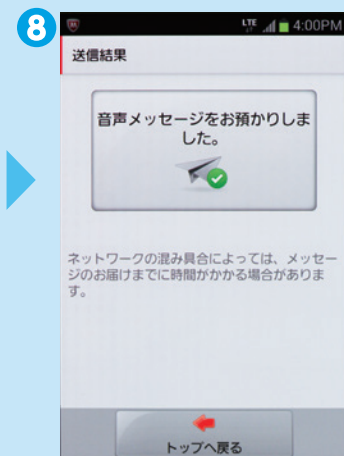 8
LTE 4:00PM
送信結果
音声メッセージをお預かりしま
した。
ネットワークの混み具合によっては、メッセー
ジのお届けまでに時間がかかる場合がありま
す。
トップへ戻る